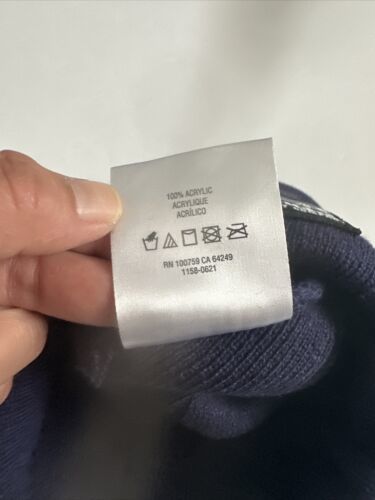 100% ACRYLIC
ACRYLIQUE
ACRÍLICO
RN 100759 CA 64249
1158-0621